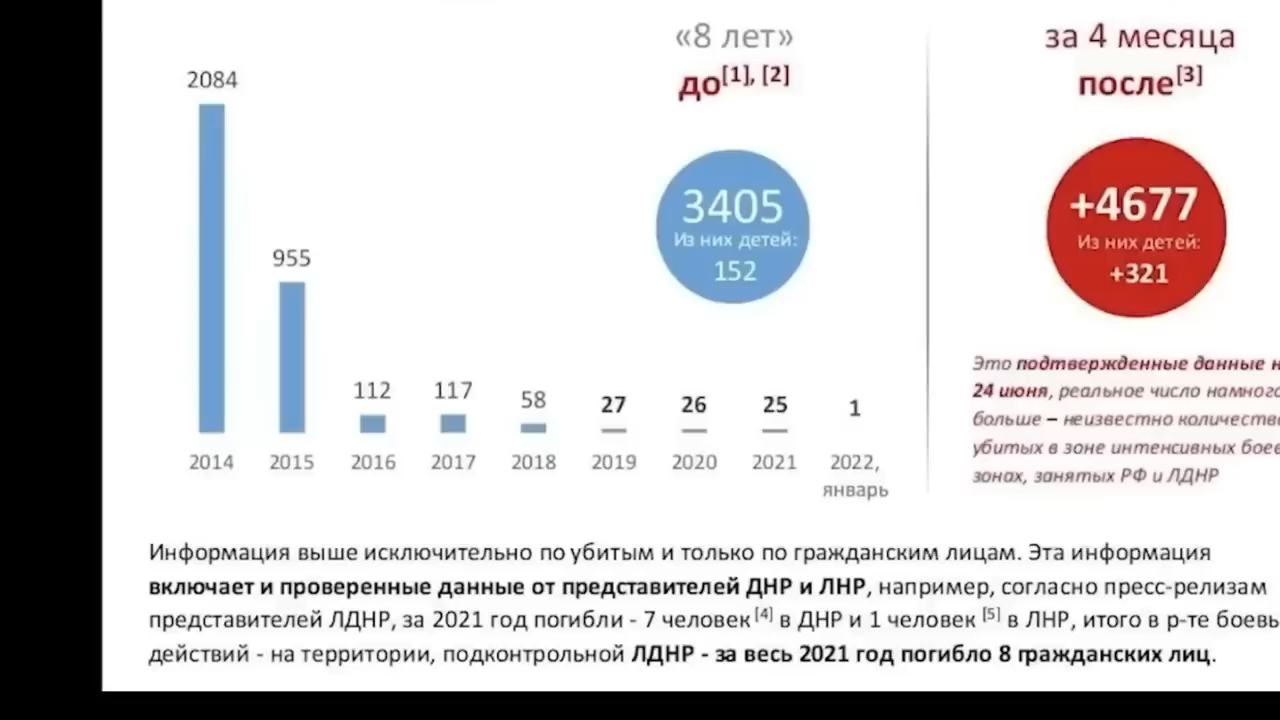 «8 лет»
до[1], [2]
за 4 месяца
после[3]
2084
955
112
117
58
27
26
25
1
2014
2015
2016
2017
2018
2019
2020
2021
2022,
январь
3405
Из них детей:
152
+4677
Из них детей:
+321
Это подтвержденные данные н
24 июня, реальное число намного
больше – неизвестно количество
убитых в зоне интенсивных боев
зонах, занятых РФ и ЛДНР
Информация выше исключительно по убитым и только по гражданским лицам. Эта информация
включает и проверенные данные от представителей ДНР и ЛНР, например, согласно пресс-релизам
представителей ЛДНР, за 2021 год погибли - 7 человек [4] в ДНР и 1 человек [5] в ЛНР, итого в р-те боевы
действий - на территории, подконтрольной ЛДНР - за весь 2021 год погибло 8 гражданских лиц.